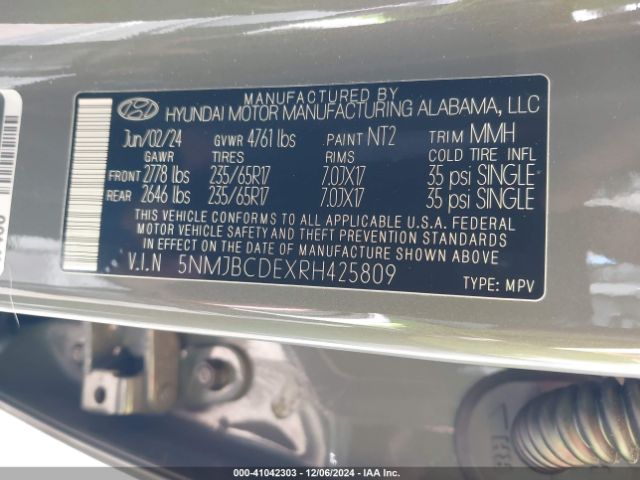 MANUFACTURED BY
HYUNDAI MOTOR MANUFACTURING ALABAMA, LLC
Jun/02/24 GVWR 4761 lbs PAINT NT2 TRIM MMH
GAWR TIRES RIMS COLD TIRE INFL
FRONT 2778 lbs 235/65R17 7.0JX17 35 psi SINGLE
REAR 2646 lbs 235/65R17 7.0JX17 35 psi SINGLE
THIS VEHICLE CONFORMS TO ALL APPLICABLE U.S.A. FEDERAL
MOTOR VEHICLE SAFETY, BUMPER, AND THEFT PREVENTION STANDARDS
IN EFFECT ON THE DATE OF MANUFACTURE SHOWN ABOVE.
V.I.N 5NMJBCDEXRH425809
TYPE: MPV
000-41042303 - 12/06/2024 - IAA Inc.